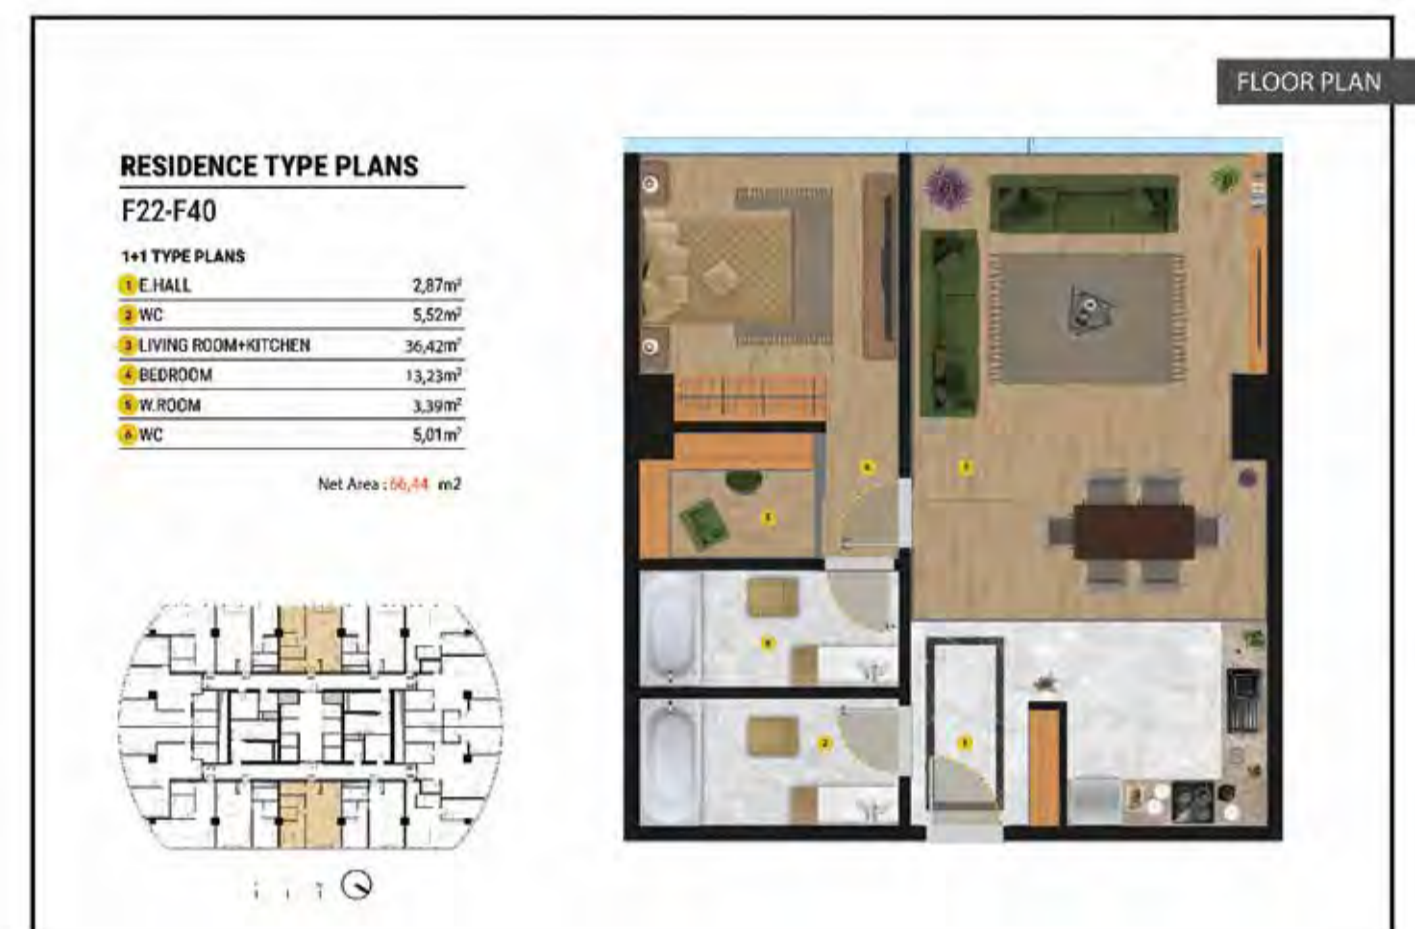 FLOOR PLAN
RESIDENCE TYPE PLANS
F22-F40
1+1 TYPE PLANS
1 E.HALL 2,87m²
2 WC 5,52m²
3 LIVING ROOM+KITCHEN 36,42m²
4 BEDROOM 13,23m²
5 W.ROOM 3,39m²
6 WC 5,01m²
Net Area : 66,44 m2